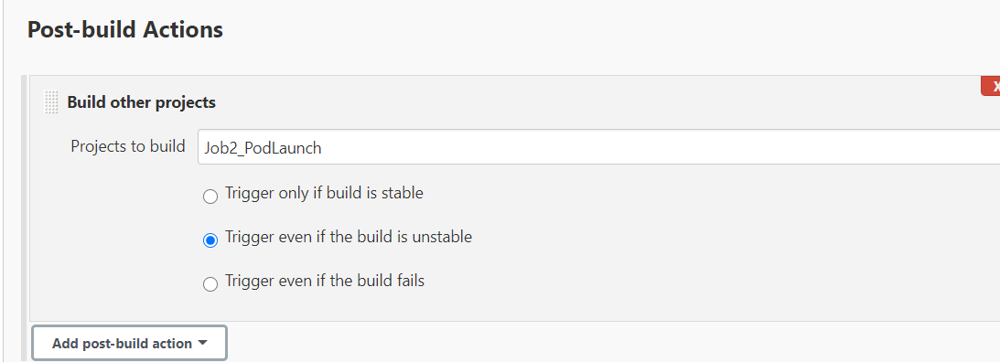 Post-build Actions
X
Build other projects
Projects to build Job2_PodLaunch
Trigger only if build is stable
Trigger even if the build is unstable
Trigger even if the build fails
Add post-build action